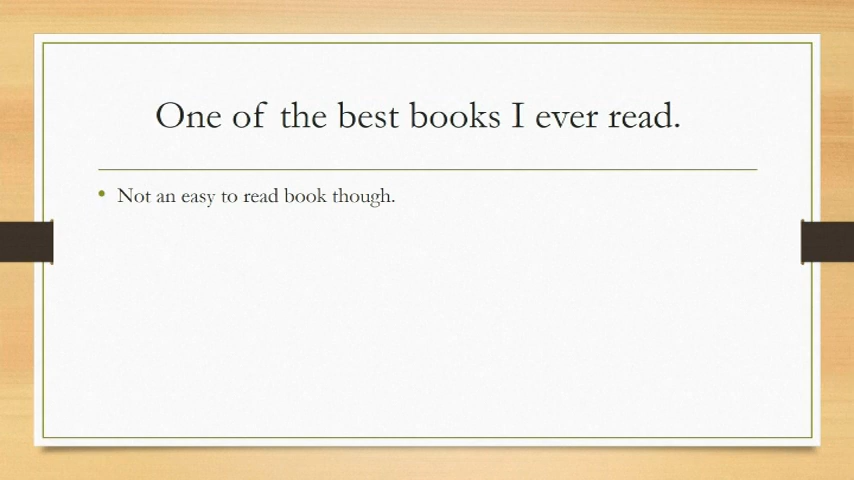 One of the best books I ever read.
• Not an easy to read book though.